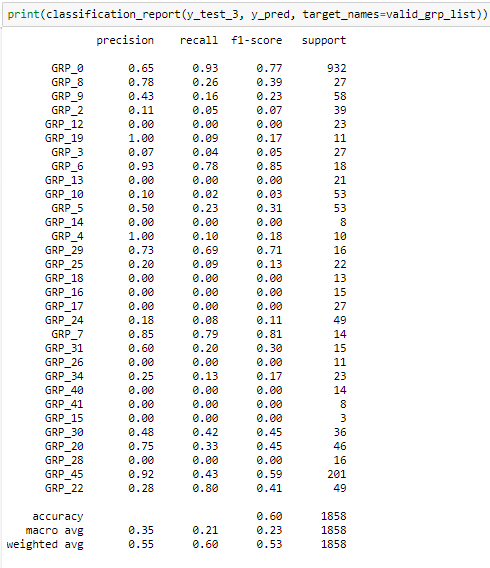 print(classification_report(y_test_3, y_pred, target_names=valid_grp_list))
precision recall f1-score support
GRP_0 0.65 0.93 0.77 932
GRP_8 0.78 0.26 0.39 27
GRP_9 0.43 0.16 0.23 58
GRP_2 0.11 0.05 0.07 39
GRP_12 0.00 0.00 0.00 23
GRP_19 1.00 0.09 0.17 11
GRP_3 0.07 0.04 0.05 27
GRP_6 0.93 0.78 0.85 18
GRP_13 0.00 0.00 0.00 21
GRP_10 0.10 0.02 0.03 53
GRP_5 0.50 0.23 0.31 53
GRP_14 0.00 0.00 0.00 8
GRP_4 1.00 0.10 0.18 10
GRP_29 0.73 0.69 0.71 16
GRP_25 0.20 0.09 0.13 22
GRP_18 0.00 0.00 0.00 13
GRP_16 0.00 0.00 0.00 15
GRP_17 0.00 0.00 0.00 27
GRP_24 0.18 0.08 0.11 49
GRP_7 0.85 0.79 0.81 14
GRP_31 0.60 0.20 0.30 15
GRP_26 0.00 0.00 0.00 11
GRP_34 0.25 0.13 0.17 23
GRP_40 0.00 0.00 0.00 14
GRP_41 0.00 0.00 0.00 8
GRP_15 0.00 0.00 0.00 3
GRP_30 0.48 0.42 0.45 36
GRP_20 0.75 0.33 0.45 46
GRP_28 0.00 0.00 0.00 16
GRP_45 0.92 0.43 0.59 201
GRP_22 0.28 0.80 0.41 49
accuracy 0.60 1858
macro avg 0.35 0.21 0.23 1858
weighted avg 0.55 0.60 0.53 1858